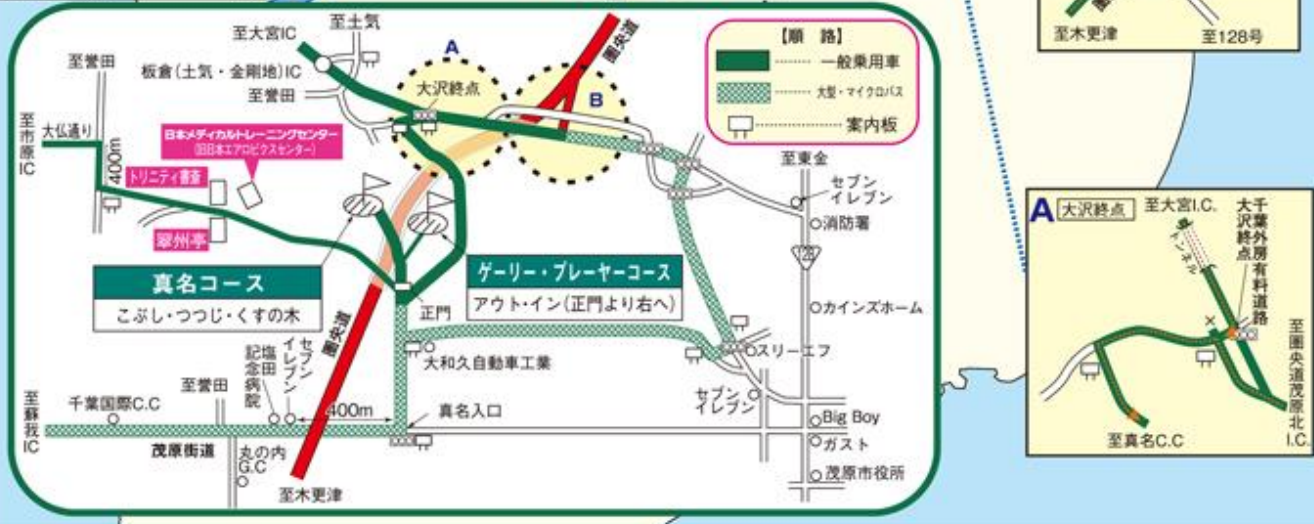 至土気
至大宮IC
圏央道
至誉田
A
板倉(土気・金剛地)IC
至誉田
大沢終点
B
【順　路】
一般乗用車
大型・マイクロバス
案内板
至市原IC
大仏通り
400m
日本メディカルトレーニングセンター
(旧日本エアロビクスセンター)
トリニティ書斎
翠州亭
至東金
セブン
イレブン
消防署
128
真名コース
こぶし・つつじ・くすの木
ゲーリー・プレーヤーコース
アウト・イン(正門より右へ)
正門
圏央道
カインズホーム
大和久自動車工業
スリーエフ
セブン
イレブン
塩田
記念病院
至誉田
セブン
イレブン
至蘇我IC
千葉国際C.C
400m
真名入口
Big Boy
ガスト
茂原街道
丸の内
G.C
茂原市役所
至木更津
至木更津
至128号
A
大沢終点
至大宮I.C.
トンネル
千葉外房有料道路
大沢終点
至圏央道茂原北I.C.
至真名C.C